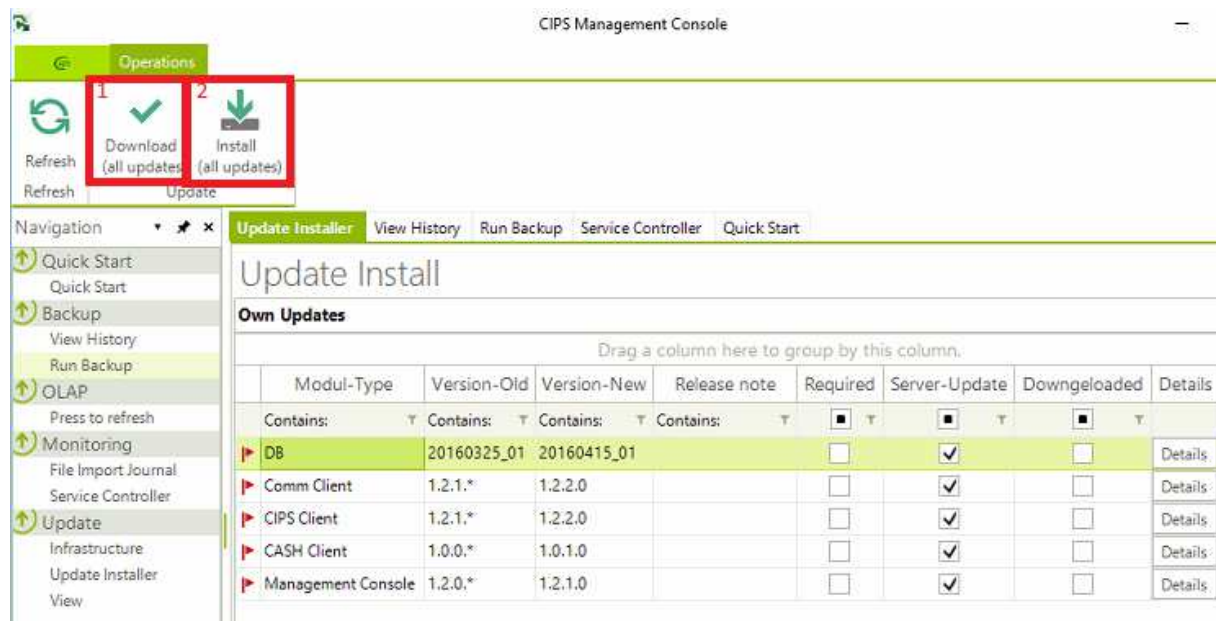 CIPS Management Console
Operations
1 2
Refresh Download (all updates Install (all updates)
Refresh Update
Navigation
Update Installer View History Run Backup Service Controller Quick Start
Quick Start
Quick Start
Backup
View History
Run Backup
OLAP
Press to refresh
Monitoring
File Import Journal
Service Controller
Update
Infrastructure
Update Installer
View
Update Install
Own Updates
Drag a column here to group by this column.
Modul-Type Version-Old Version-New Release note Required Server-Update Downgeloaded Details
Contains: Contains: Contains: Contains:
DB 20160325_01 20160415_01 Details
Comm Client 1.2.1.* 1.2.2.0 Details
CIPS Client 1.2.1.* 1.2.2.0 Details
CASH Client 1.0.0.* 1.0.1.0 Details
Management Console 1.2.0.* 1.2.1.0 Details